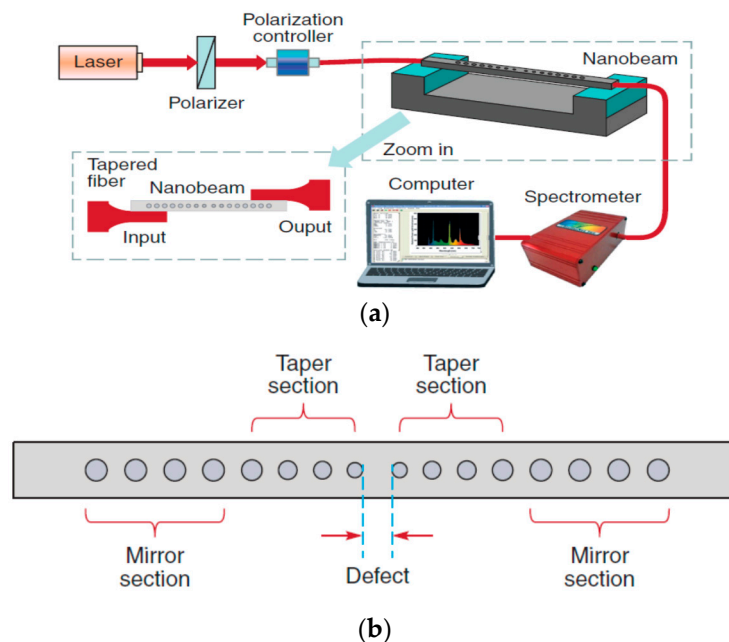 Polarization
controller
Laser
Nanobeam
Polarizer
Zoom in
Tapered
fiber
Nanobeam
Computer
Spectrometer
Input
Ouput
(a)
Taper
section
Taper
section
Mirror
section
Defect
Mirror
section
(b)